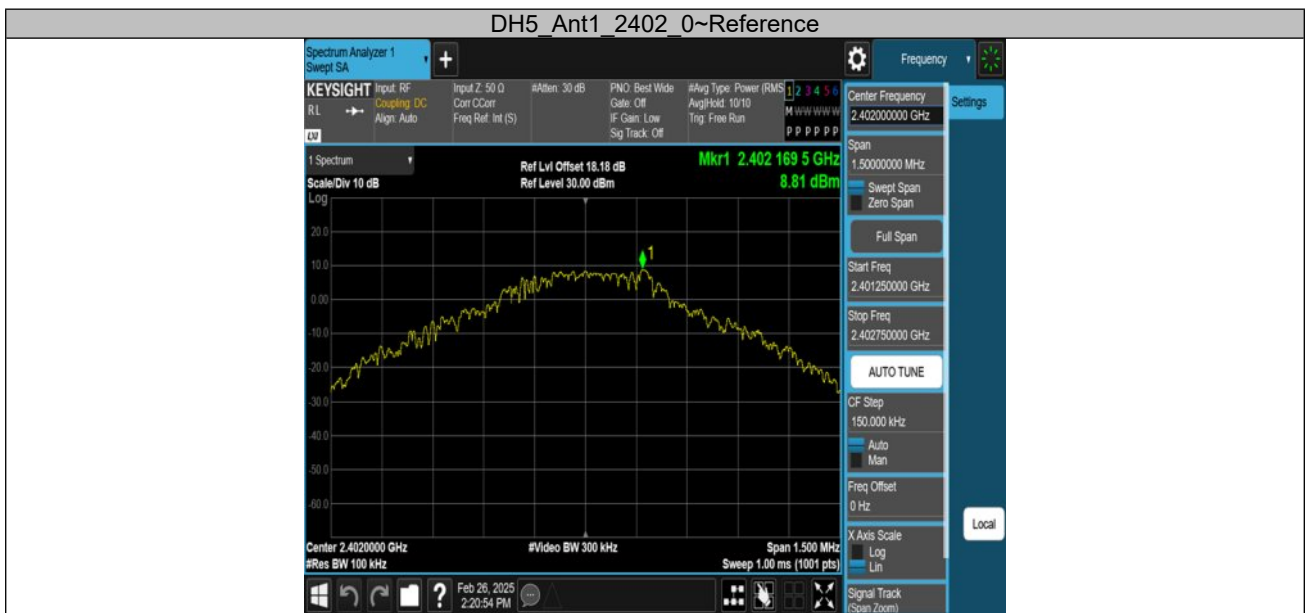 DH5_Ant1_2402_0~Reference
Spectrum Analyzer 1
Swept SA
+
Frequency
KEYSIGHT
RL
LXI
Input: RF
Coupling: DC
Align: Auto
Input Z: 50 Ω
Corr CCorr
Freq Ref: Int (S)
#Atten: 30 dB
PNO: Best Wide
Gate: Off
IF Gain: Low
Sig Track: Off
#Avg Type: Power (RMS
Avg|Hold: 10/10
Trig: Free Run
1 2 3 4 5 6
M W W W W W
P P P P P P
Center Frequency
2.402000000 GHz
Settings
Span
1.50000000 MHz
Swept Span
Zero Span
Full Span
Start Freq
2.401250000 GHz
Stop Freq
2.402750000 GHz
AUTO TUNE
CF Step
150.000 kHz
Auto
Man
Freq Offset
0 Hz
X Axis Scale
Log
Lin
Local
Signal Track
(Span Zoom)
1 Spectrum
Scale/Div 10 dB
Log
Ref Lvl Offset 18.18 dB
Ref Level 30.00 dBm
Mkr1 2.402 169 5 GHz
8.81 dBm
1
20.0
10.0
0.00
-10.0
-20.0
-30.0
-40.0
-50.0
-60.0
Center 2.4020000 GHz
#Res BW 100 kHz
#Video BW 300 kHz
Span 1.500 MHz
Sweep 1.00 ms (1001 pts)
?
Feb 26, 2025
2:20:54 PM